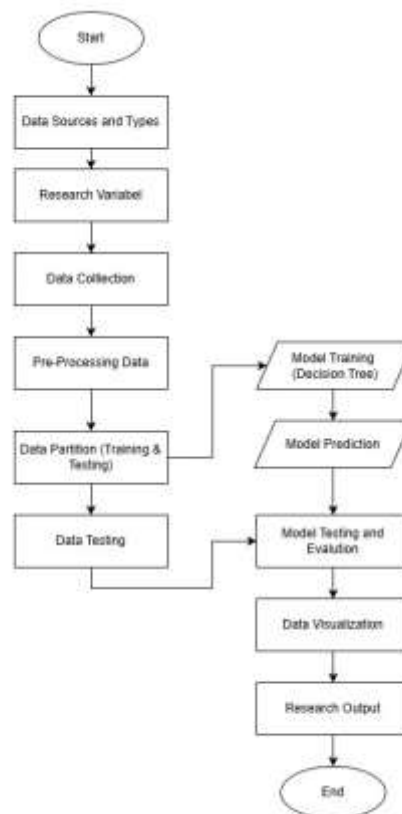 Start
Data Sources and Types
Research Variabel
Data Colllection
Pre-Processing Data
Data Partition (Training &
Testing)
Data Testing
Model Training
(Decision Tree)
Model Prediction
Model Testing and
Evalution
Data Visualization
Research Output
End